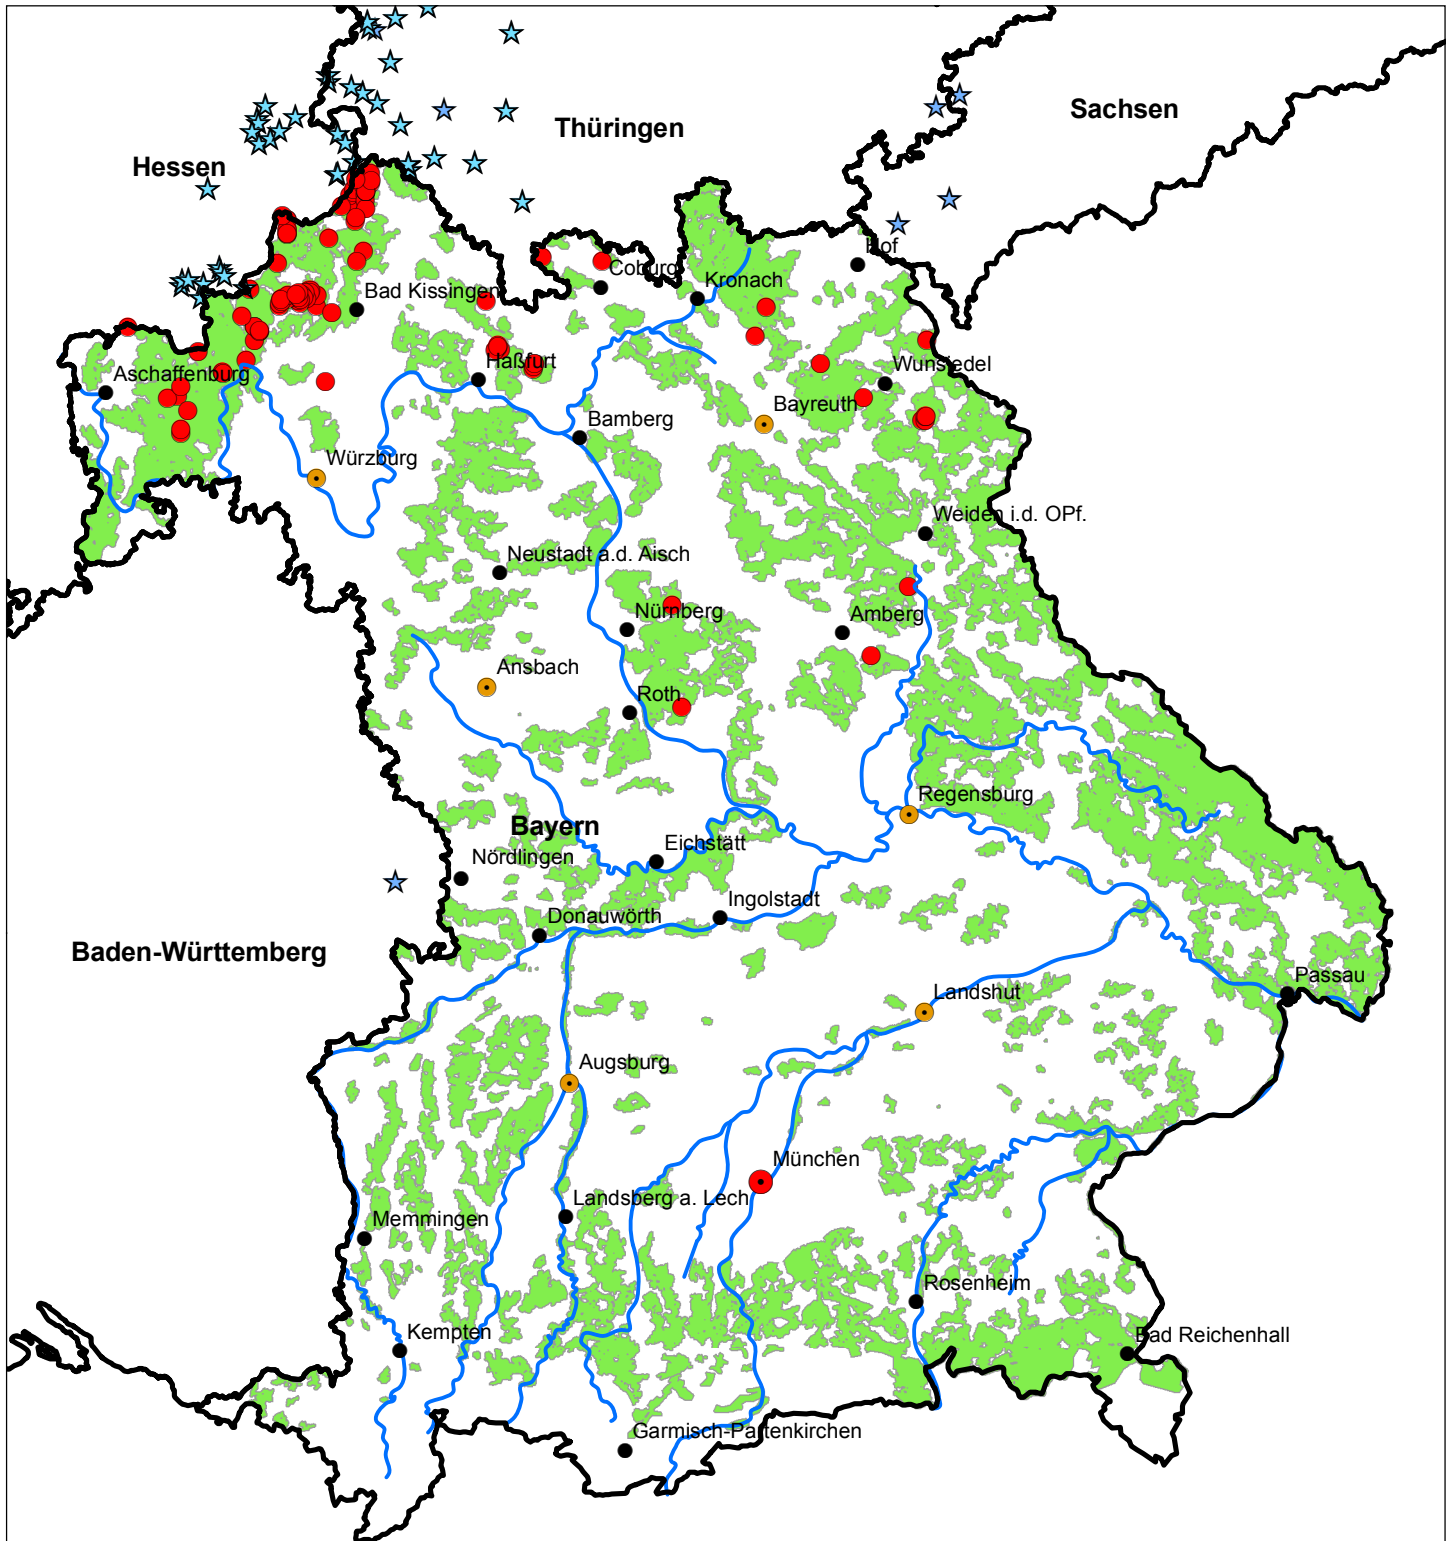 Sachsen
Thüringen
Hessen
Hof
Coburg
Kronach
Bad Kissingen
Haßfurt
Wunsiedel
Aschaffenburg
Bayreuth
Bamberg
Würzburg
Weiden i.d. OPf.
Neustadt a.d. Aisch
Nürnberg
Amberg
Ansbach
Roth
Regensburg
Bayern
Eichstätt
Nördlingen
Ingolstadt
Donauwörth
Baden-Württemberg
Passau
Landshut
Augsburg
München
Landsberg a. Lech
Memmingen
Rosenheim
Kempten
Bad Reichenhall
Garmisch-Partenkirchen